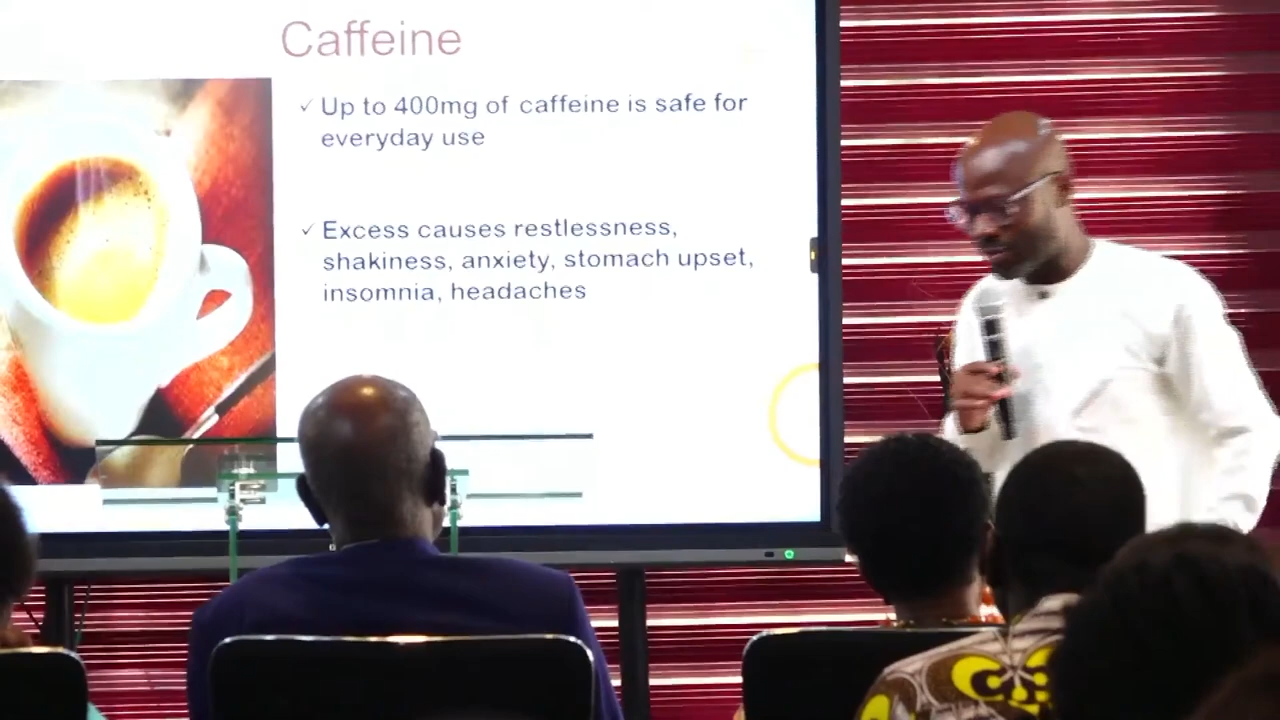 Caffeine
✓ Up to 400mg of caffeine is safe for
everyday use
✓ Excess causes restlessness,
shakiness, anxiety, stomach upset,
insomnia, headaches